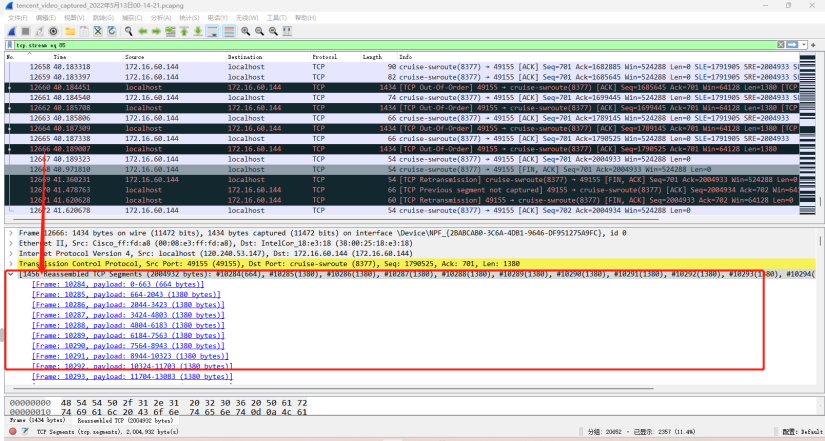 tencent_video_captured_2022年5月13日00-14-21.pcapng
文件(F) 编辑(E) 视图(V) 跳转(G) 捕获(C) 分析(A) 统计(S) 电话(Y) 无线(W) 工具(T) 帮助(H)
tcp.stream eq 85
No. Time Source Destination Protocol Length Info
12658 40.183318 172.16.60.144 localhost TCP 90 cruise-swroute(8377) → 49155 [ACK] Seq=701 Ack=1682885 Win=524288 Len=0 SLE=1791905 SRE=2004933
12659 40.183397 172.16.60.144 localhost TCP 82 cruise-swroute(8377) → 49155 [ACK] Seq=701 Ack=1685645 Win=524288 Len=0 SLE=1791905 SRE=2004933
12660 40.184451 localhost 172.16.60.144 TCP 1434 [TCP Out-Of-Order] 49155 → cruise-swroute(8377) [ACK] Seq=1685645 Ack=701 Win=64128 Len=1380 [TCP
12661 40.184540 172.16.60.144 localhost TCP 74 cruise-swroute(8377) → 49155 [ACK] Seq=701 Ack=1699445 Win=524288 Len=0 SLE=1791905 SRE=2004933
12662 40.185708 localhost 172.16.60.144 TCP 1434 [TCP Out-Of-Order] 49155 → cruise-swroute(8377) [ACK] Seq=1699445 Ack=701 Win=64128 Len=1380 [TCP
12663 40.185806 172.16.60.144 localhost TCP 66 cruise-swroute(8377) → 49155 [ACK] Seq=701 Ack=1789145 Win=524288 Len=0 SLE=1791905 SRE=2004933
12664 40.187309 localhost 172.16.60.144 TCP 1434 [TCP Out-Of-Order] 49155 → cruise-swroute(8377) [ACK] Seq=1789145 Ack=701 Win=64128 Len=1380 [TCP
12665 40.187338 172.16.60.144 localhost TCP 66 cruise-swroute(8377) → 49155 [ACK] Seq=701 Ack=1790525 Win=524288 Len=0 SLE=1791905 SRE=2004933
12666 40.189007 localhost 172.16.60.144 TCP 1434 [TCP Out-Of-Order] 49155 → cruise-swroute(8377) [ACK] Seq=1790525 Ack=701 Win=64128 Len=1380
12667 40.189323 172.16.60.144 localhost TCP 54 cruise-swroute(8377) → 49155 [ACK] Seq=701 Ack=2004933 Win=524288 Len=0
12668 40.971810 172.16.60.144 localhost TCP 54 cruise-swroute(8377) → 49155 [FIN, ACK] Seq=701 Ack=2004933 Win=524288 Len=0
12669 41.360231 172.16.60.144 localhost TCP 54 [TCP Retransmission] cruise-swroute(8377) → 49155 [FIN, ACK] Seq=701 Ack=2004933 Win=524288 Len=0
12670 41.478763 localhost 172.16.60.144 TCP 66 [TCP Previous segment not captured] 49155 → cruise-swroute(8377) [ACK] Seq=2004934 Ack=702 Win=64
12671 41.620628 localhost 172.16.60.144 TCP 60 [TCP Retransmission] 49155 → cruise-swroute(8377) [FIN, ACK] Seq=2004933 Ack=702 Win=64128 Len=0
12672 41.620678 172.16.60.144 localhost TCP 54 cruise-swroute(8377) → 49155 [ACK] Seq=702 Ack=2004934 Win=524288 Len=0
Frame 12666: 1434 bytes on wire (11472 bits), 1434 bytes captured (11472 bits) on interface \Device\NPF_{2BABCAB0-3C6A-4DB1-9646-DF951275A9FC}, id 0
Ethernet II, Src: Cisco_ff:fd:a8 (00:08:e3:ff:fd:a8), Dst: IntelCor_18:e3:18 (38:00:25:18:e3:18)
Internet Protocol Version 4, Src: localhost (120.240.53.147), Dst: 172.16.60.144 (172.16.60.144)
Transmission Control Protocol, Src Port: 49155 (49155), Dst Port: cruise-swroute (8377), Seq: 1790525, Ack: 701, Len: 1380
[1456 Reassembled TCP Segments (2004932 bytes): #10284(664), #10285(1380), #10286(1380), #10287(1380), #10288(1380), #10289(1380), #10290(1380), #10291(1380), #10292(1380), #10293(1380), #10294(
[Frame: 10284, payload: 0-663 (664 bytes)]
[Frame: 10285, payload: 664-2043 (1380 bytes)]
[Frame: 10286, payload: 2044-3423 (1380 bytes)]
[Frame: 10287, payload: 3424-4803 (1380 bytes)]
[Frame: 10288, payload: 4804-6183 (1380 bytes)]
[Frame: 10289, payload: 6184-7563 (1380 bytes)]
[Frame: 10290, payload: 7564-8943 (1380 bytes)]
[Frame: 10291, payload: 8944-10323 (1380 bytes)]
[Frame: 10292, payload: 10324-11703 (1380 bytes)]
[Frame: 10293, payload: 11704-13083 (1380 bytes)]
00000000 48 54 54 50 2f 31 2e 31 20 32 30 36 20 50 61 72
00000010 74 69 61 6c 20 43 6f 6e 74 65 6e 74 0d 0a 4c 61
Frame (1434 bytes) Reassembled TCP (2004932 bytes)
TCP Segments (tcp.segments), 2,004,932 byte(s) 分组: 20652 · 已显示: 2357 (11.4%) 配置: Default